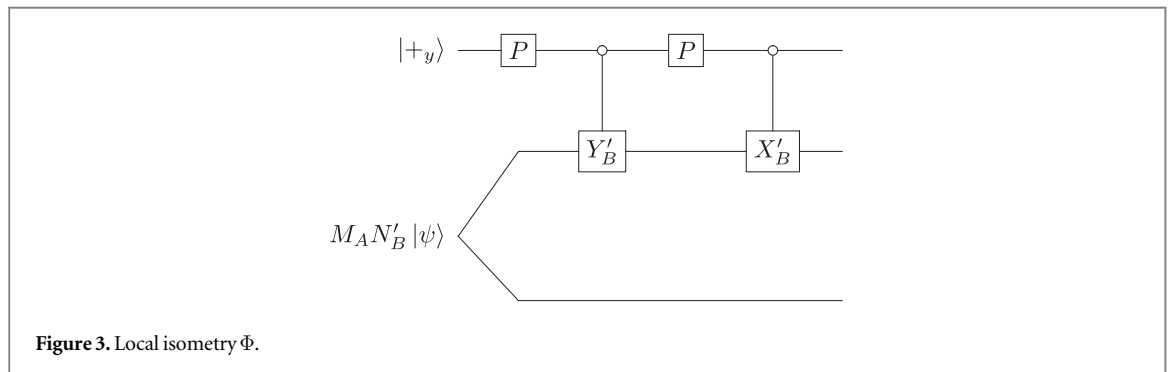 |+y⟩ P P
Y′B X′B
MAN′B |ψ⟩
Figure 3. Local isometry Φ.